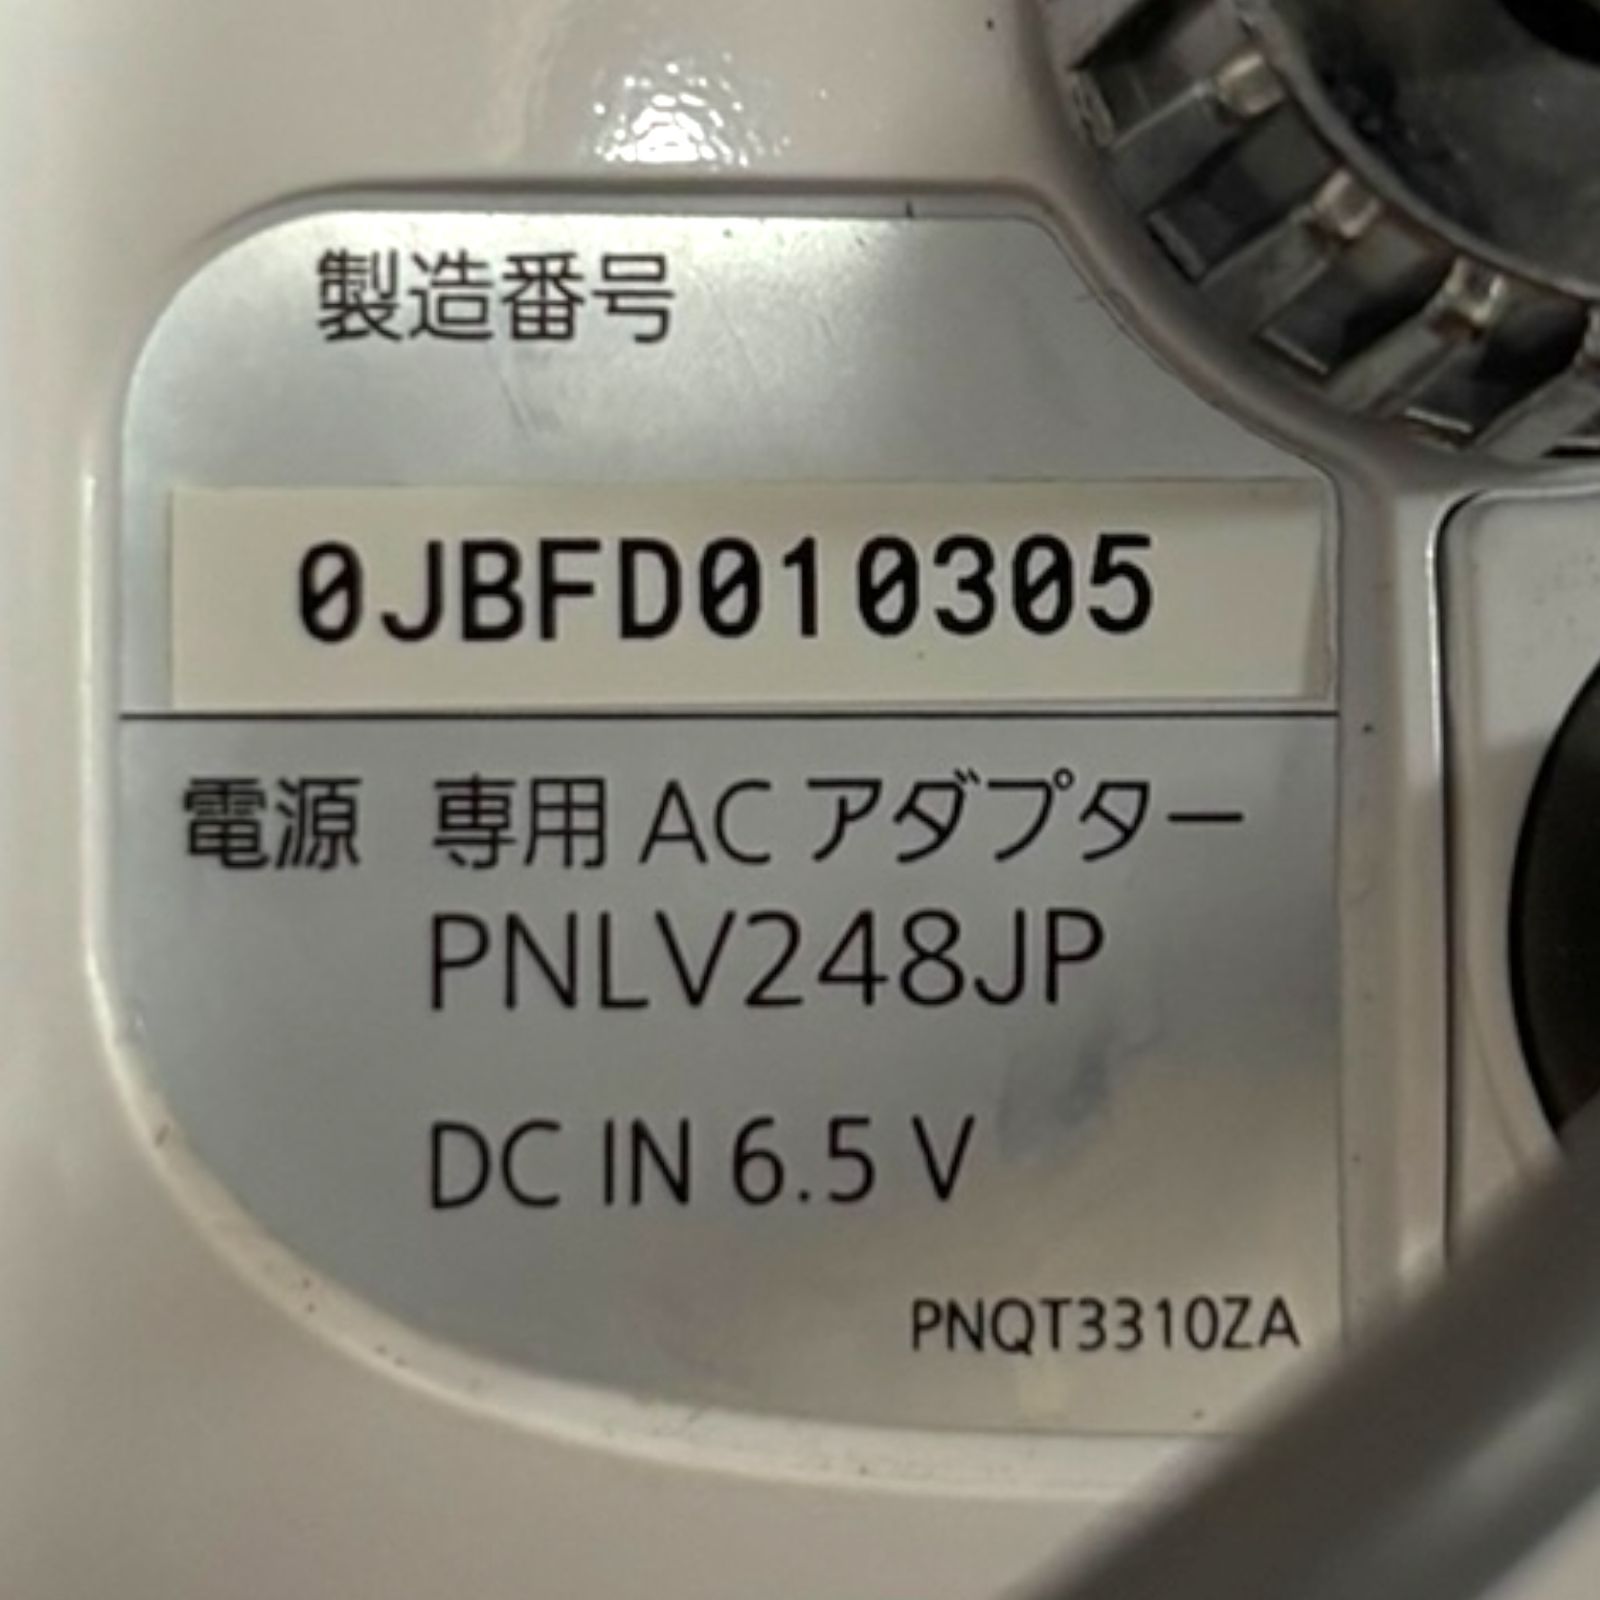 製造番号
0JBFD010305
電源 専用 AC アダプター
PNLV248JP
DC IN 6.5 V
PNQT3310ZA